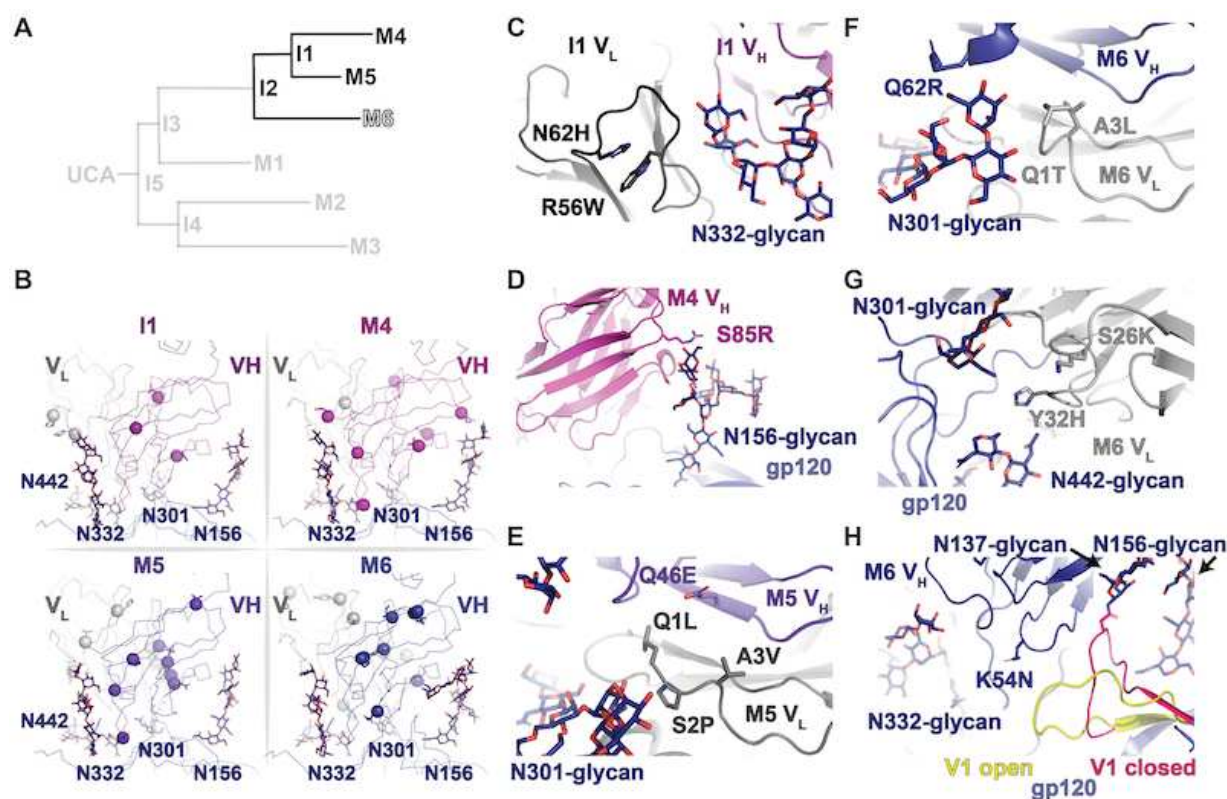 A
M4
I1
M5
I2
M6
I3
UCA
M1
I5
M2
I4
M3
B
I1
M4
VL
VH
VL
VH
N442
N301
N301
N332
N156
N332
N156
M5
M6
VL
VH
VL
VH
N442
N301
N301
N332
N156
N332
N156
C
I1 VL
I1 VH
N62H
R56W
N332-glycan
D
M4 VH
S85R
N156-glycan
gp120
E
Q46E
M5 VH
Q1L
A3V
S2P
M5 VL
N301-glycan
F
M6 VH
Q62R
A3L
Q1T
M6 VL
N301-glycan
G
N301-glycan
S26K
Y32H
M6 VL
N442-glycan
gp120
H
N137-glycan
N156-glycan
M6 VH
K54N
N332-glycan
V1 open
V1 closed
gp120